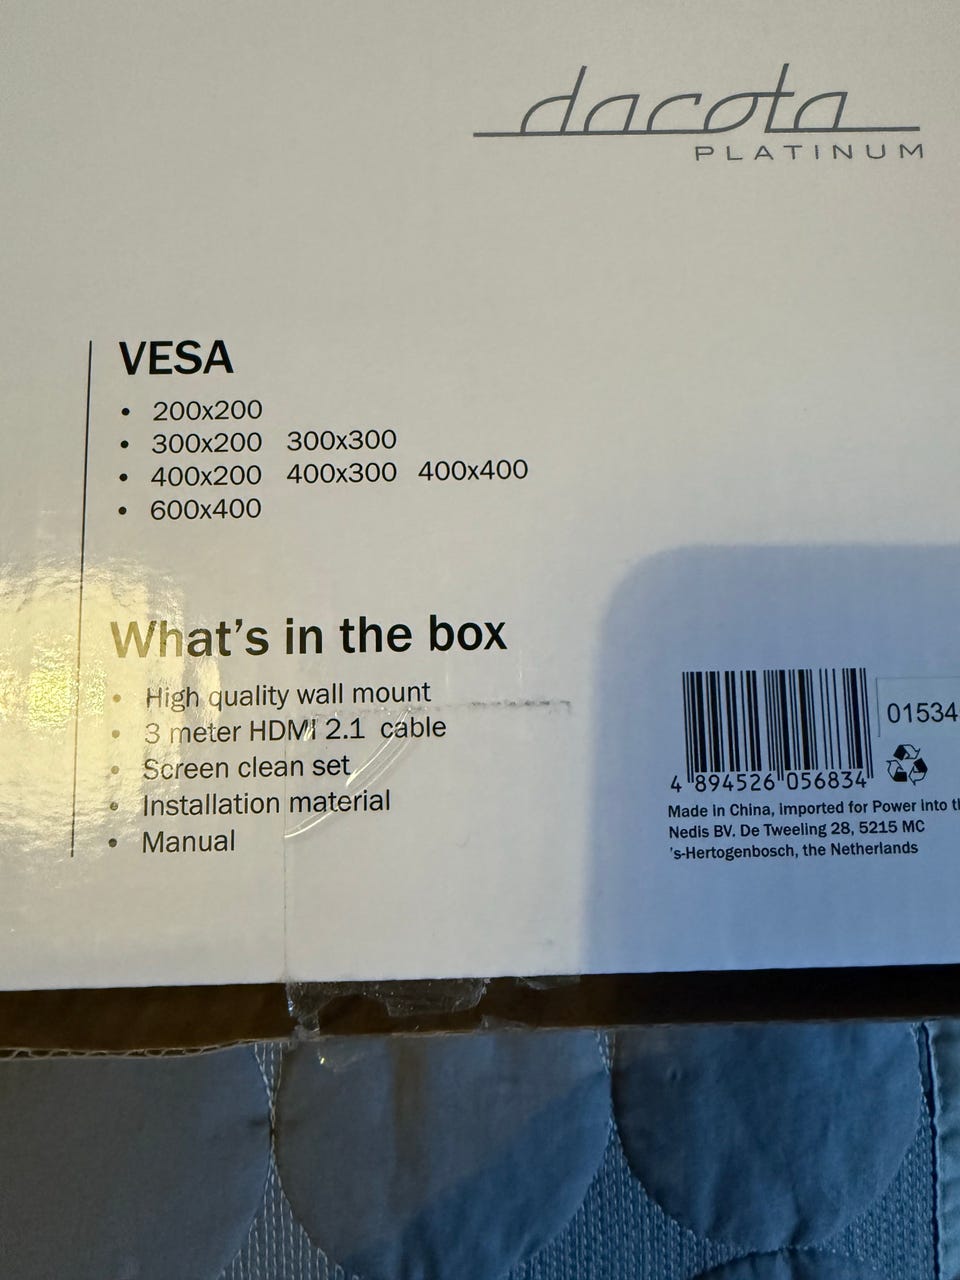 dacota
PLATINUM
VESA
• 200x200
• 300x200 300x300
• 400x200 400x300 400x400
• 600x400
What's in the box
• High quality wall mount
• 3 meter HDMI 2.1 cable
• Screen clean set
• Installation material
• Manual
01534
4 894526 056834
Made in China, imported for Power into
Nedis BV. De Tweeling 28, 5215 MC
's-Hertogenbosch, the Netherlands